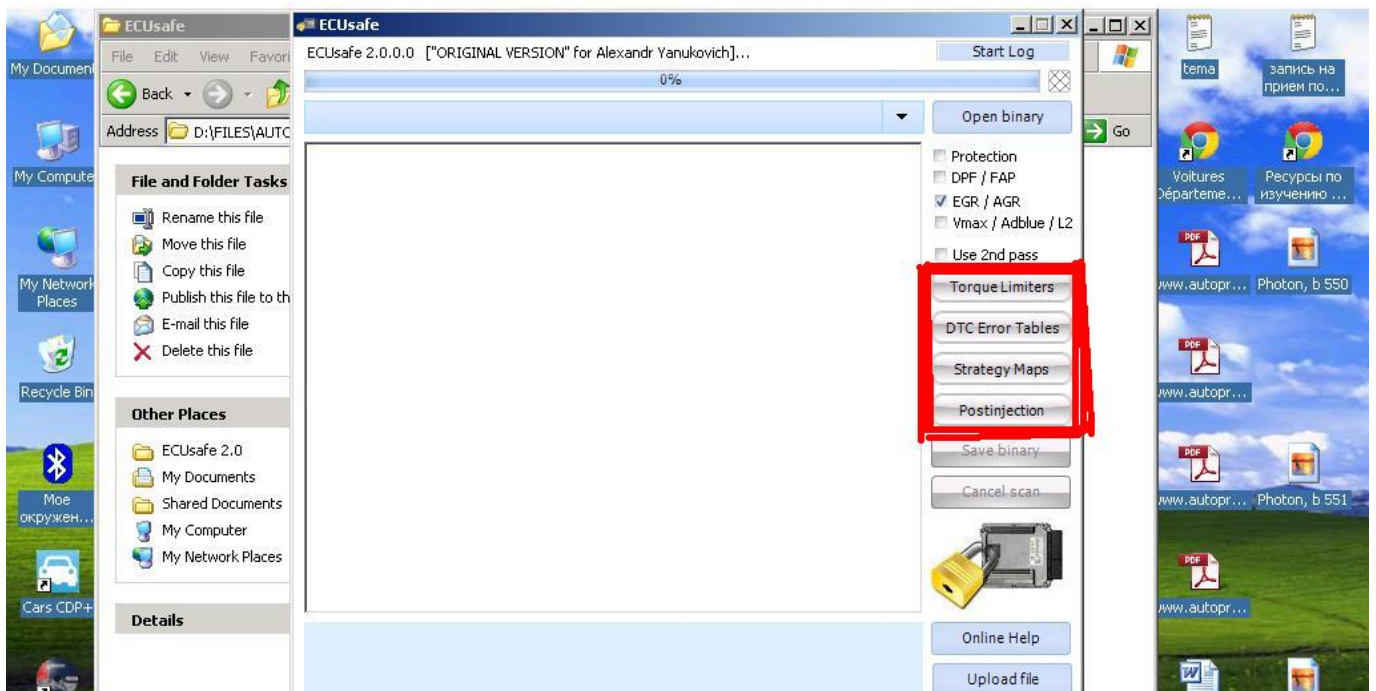 My Document
My Compute
My Network
Places
Recycle Bin
Мое
окружен...
Cars CDP+
ECUsafe
File Edit View Favori
Back
Address D:\FILES\AUTO
File and Folder Tasks
Rename this file
Move this file
Copy this file
Publish this file to th
E-mail this file
Delete this file
Other Places
ECUsafe 2.0
My Documents
Shared Documents
My Computer
My Network Places
Details
ECUsafe
ECUsafe 2.0.0.0 ["ORIGINAL VERSION" for Alexandr Yanukovich]...
Start Log
0%
Open binary
Protection
DPF / FAP
EGR / AGR
Vmax / Adblue / L2
Use 2nd pass
Torque Limiters
DTC Error Tables
Strategy Maps
Postinjection
Save binary
Cancel scan
Online Help
Upload file
Go
tema
запись на
прием по...
Voitures
Départeme...
Ресурсы по
изучению ...
PDF
www.autopr...
Photon, b 550
PDF
www.autopr...
PDF
www.autopr...
Photon, b 551
PDF
www.autopr...